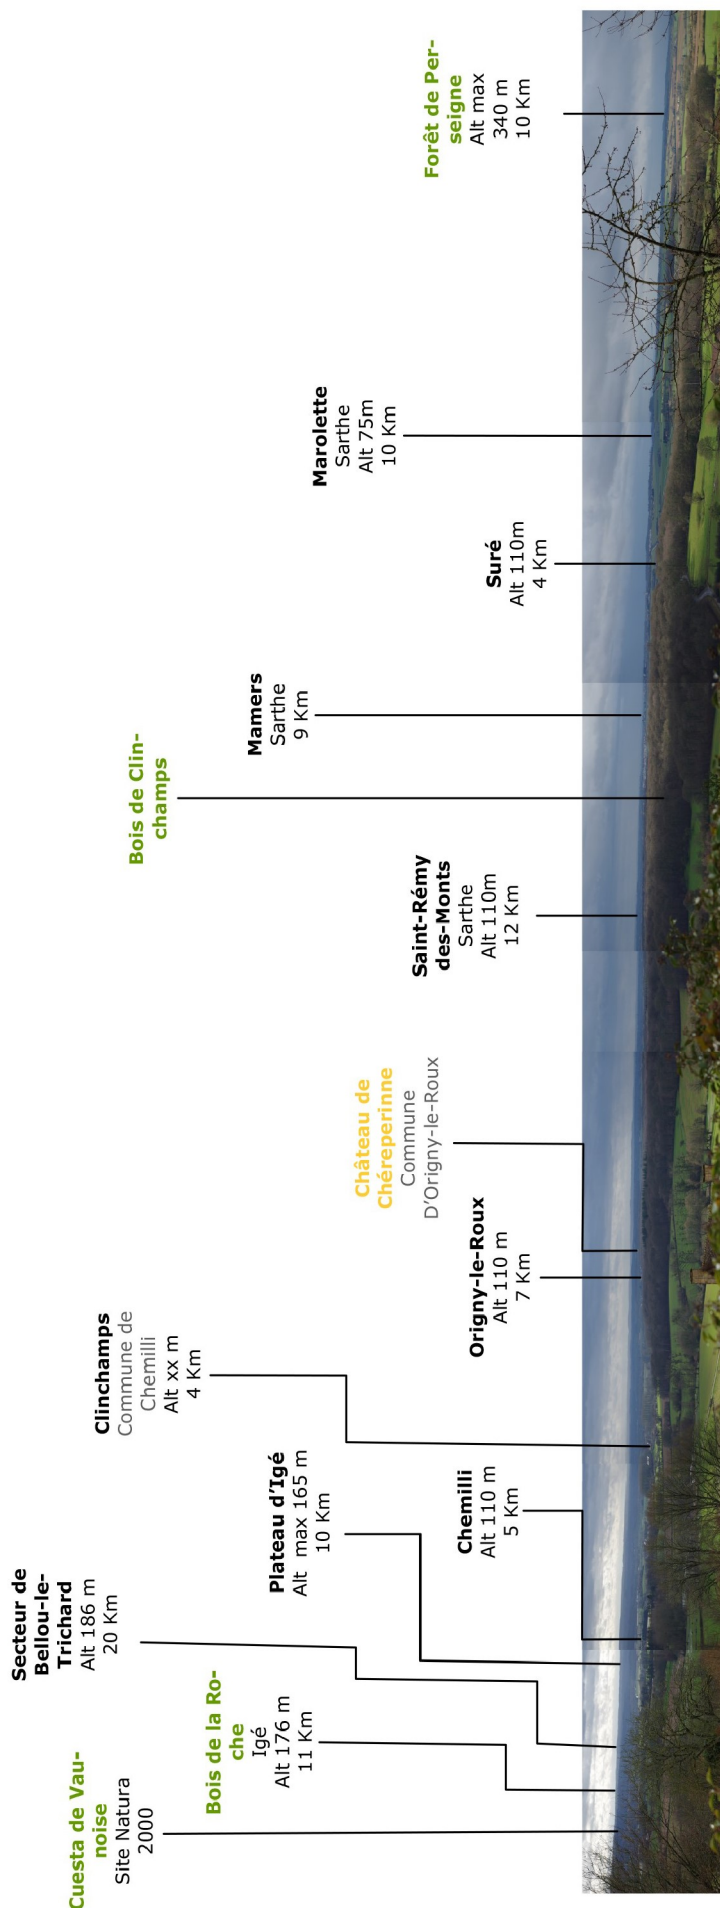 Cuesta de Vau-
noise
Site Natura
2000
Secteur de
Bellou-le-
Trichard
Alt 186 m
20 Km
Bois de la Ro-
che
Igé
Alt 176 m
11 Km
Plateau d'Igé
Alt max 165 m
10 Km
Clinchamps
Commune de
Chemilli
Alt xx m
4 Km
Chemilli
Alt 110 m
5 Km
Origny-le-Roux
Alt 110 m
7 Km
Château de
Chéreperinne
Commune
D'Origny-le-Roux
Saint-Rémy
des-Monts
Sarthe
Alt 110m
12 Km
Bois de Clin-
champs
Mamers
Sarthe
9 Km
Suré
Alt 110m
4 Km
Marolette
Sarthe
Alt 75m
10 Km
Forêt de Per-
seigne
Alt max
340 m
10 Km